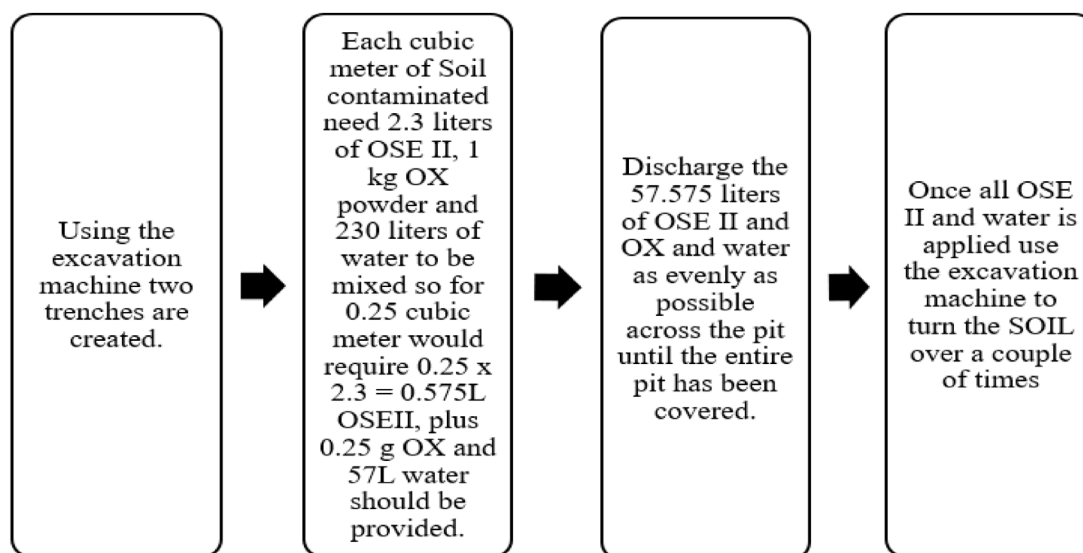 Using the
excavation
machine two
trenches are
created.
Each cubic
meter of Soil
contaminated
need 2.3 liters
of OSE II, 1
kg OX
powder and
230 liters of
water to be
mixed so for
0.25 cubic
meter would
require 0.25 x
2.3 = 0.575L
OSEII, plus
0.25 g OX and
57L water
should be
provided.
Discharge the
57.575 liters
of OSE II and
OX and water
as evenly as
possible
across the pit
until the entire
pit has been
covered.
Once all OSE
II and water is
applied use
the excavation
machine to
turn the SOIL
over a couple
of times